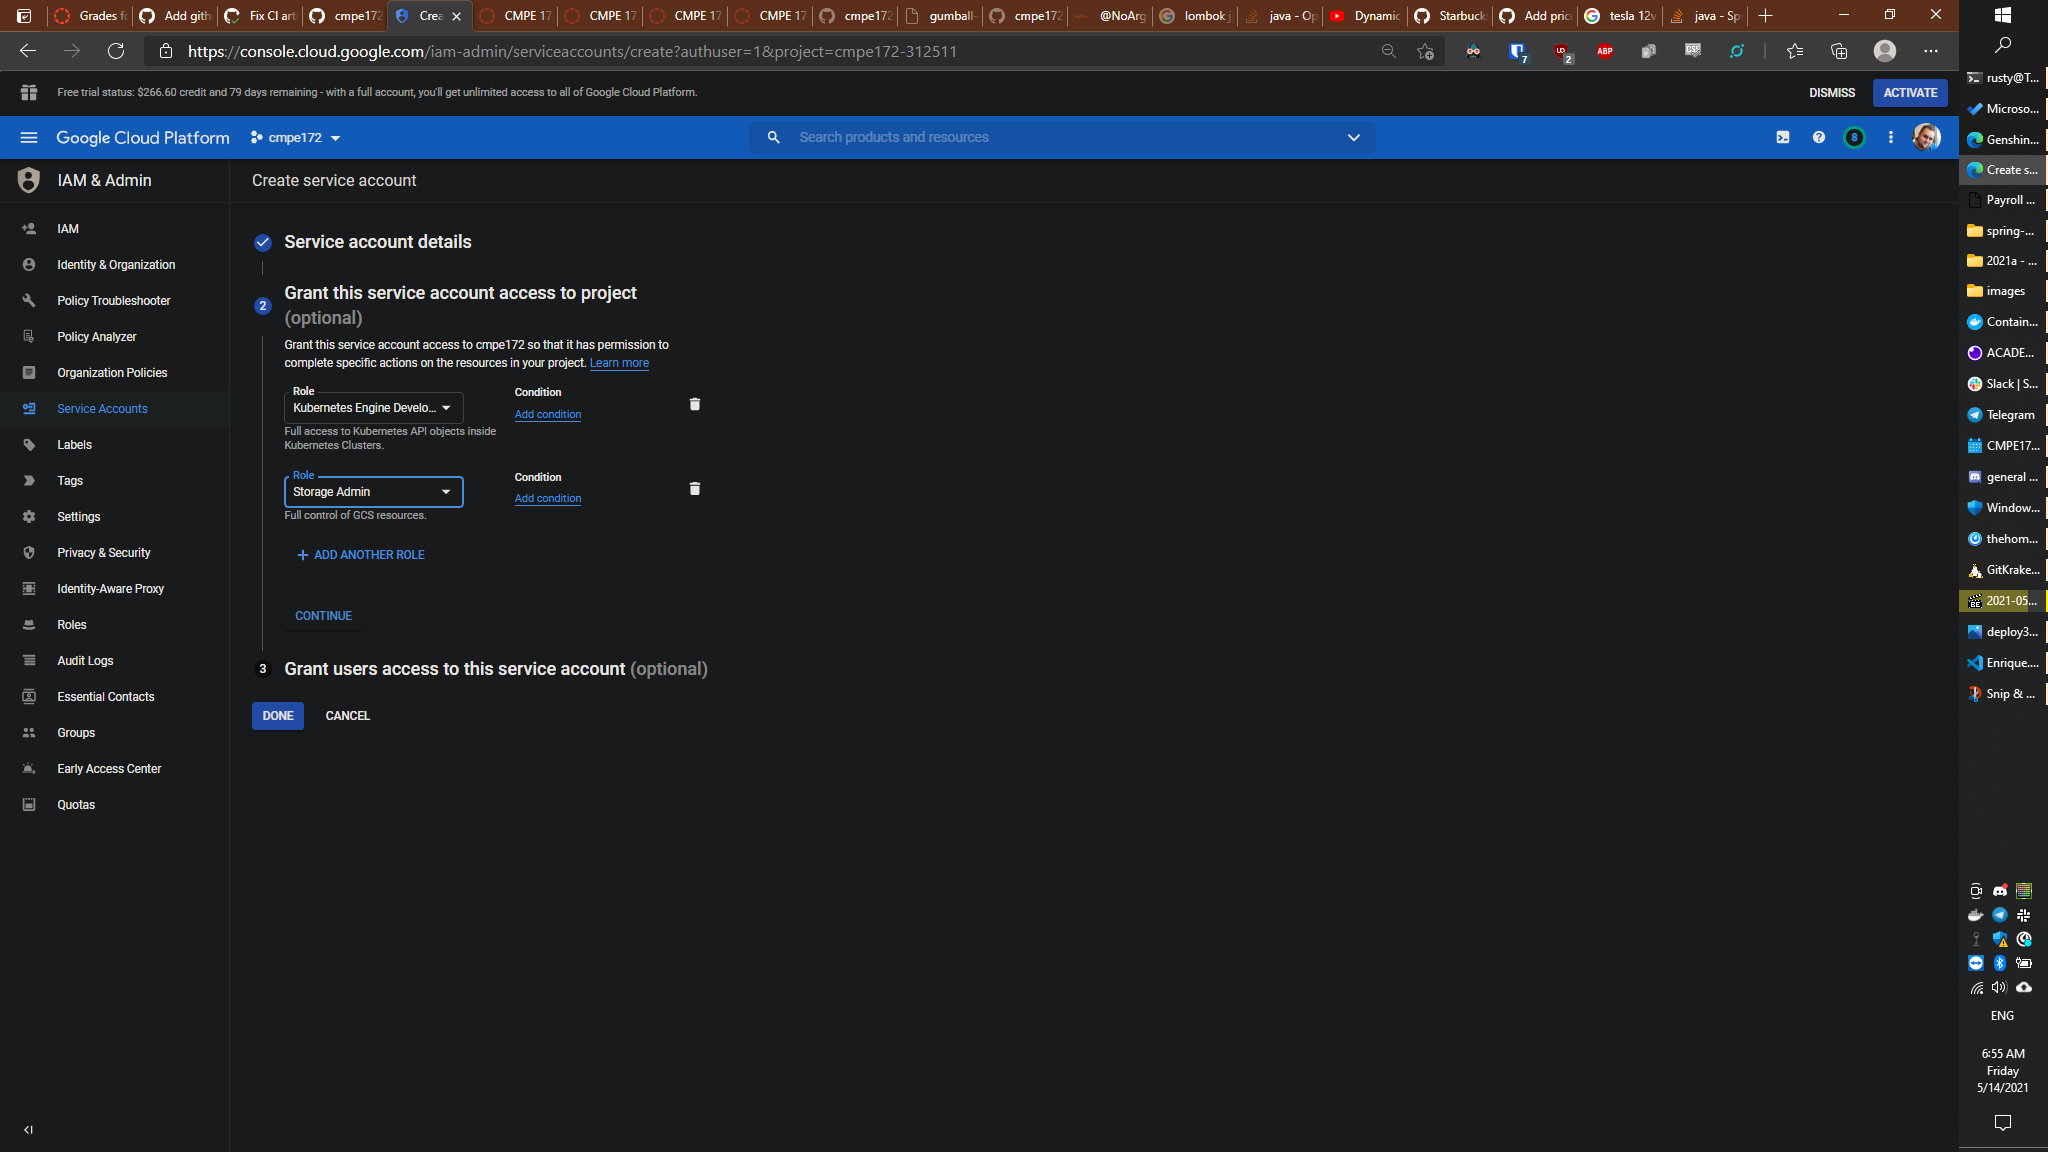 Grades fo
Add gith
Fix CI art
cmpe172
Crea
CMPE 17
CMPE 17
CMPE 17
CMPE 17
cmpe172
gumball-
cmpe172
@NoArg
lombok j
java - Op
Dynamic
Starbuck
Add pric
tesla 12v
java - Sp
https://console.cloud.google.com/iam-admin/serviceaccounts/create?authuser=1&project=cmpe172-312511
7
2
ABP
Free trial status: $266.60 credit and 79 days remaining - with a full account, you'll get unlimited access to all of Google Cloud Platform.
DISMISS
ACTIVATE
Google Cloud Platform
cmpe172
Search products and resources
8
IAM & Admin
Create service account
IAM
Identity & Organization
Policy Troubleshooter
Policy Analyzer
Organization Policies
Service Accounts
Labels
Tags
Settings
Privacy & Security
Identity-Aware Proxy
Roles
Audit Logs
Essential Contacts
Groups
Early Access Center
Quotas
Service account details
2
Grant this service account access to project
(optional)
Grant this service account access to cmpe172 so that it has permission to
complete specific actions on the resources in your project. Learn more
Role
Kubernetes Engine Develo...
Condition
Add condition
Full access to Kubernetes API objects inside
Kubernetes Clusters.
Role
Storage Admin
Condition
Add condition
Full control of GCS resources.
ADD ANOTHER ROLE
CONTINUE
3
Grant users access to this service account (optional)
DONE
CANCEL
rusty@T...
Microso...
Genshin...
Create s...
Payroll ...
spring-...
2021a - ...
images
Contain...
ACADE...
Slack | S...
Telegram
CMPE17...
general ...
Window...
thehom...
GitKrake...
2021-05...
deploy3...
Enrique....
Snip & ...
ENG
6:55 AM
Friday
5/14/2021